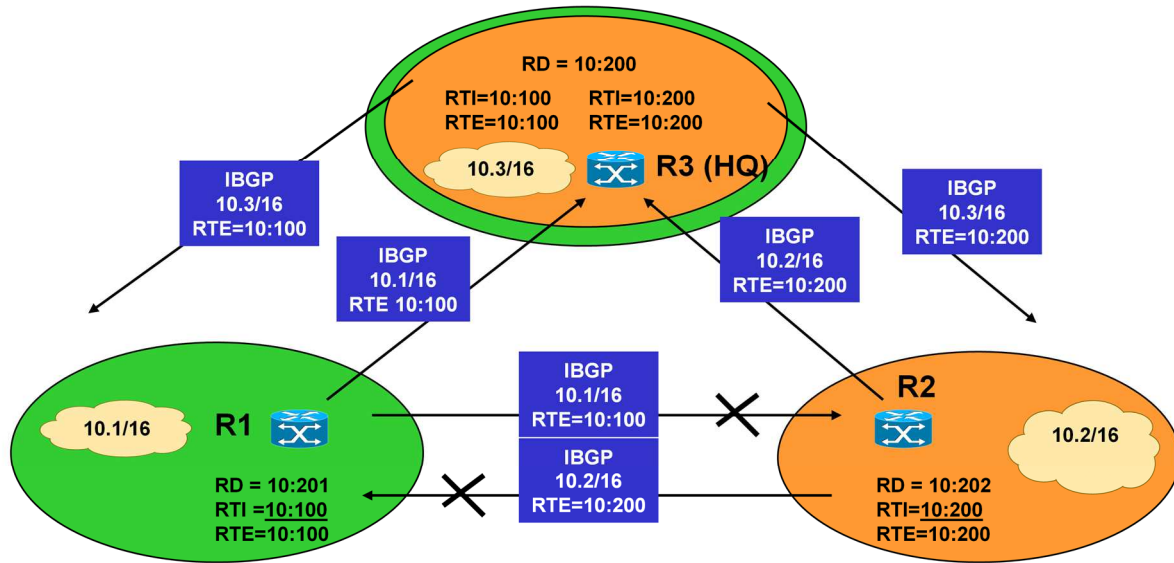 RD = 10:200
RTI=10:100 RTI=10:200
RTE=10:100 RTE=10:200
10.3/16
R3 (HQ)
IBGP
10.3/16
RTE=10:100
IBGP
10.1/16
RTE 10:100
IBGP
10.2/16
RTE=10:200
IBGP
10.3/16
RTE=10:200
10.1/16
R1
RD = 10:201
RTI =10:100
RTE=10:100
IBGP
10.1/16
RTE=10:100
IBGP
10.2/16
RTE=10:200
R2
10.2/16
RD = 10:202
RTI=10:200
RTE=10:200